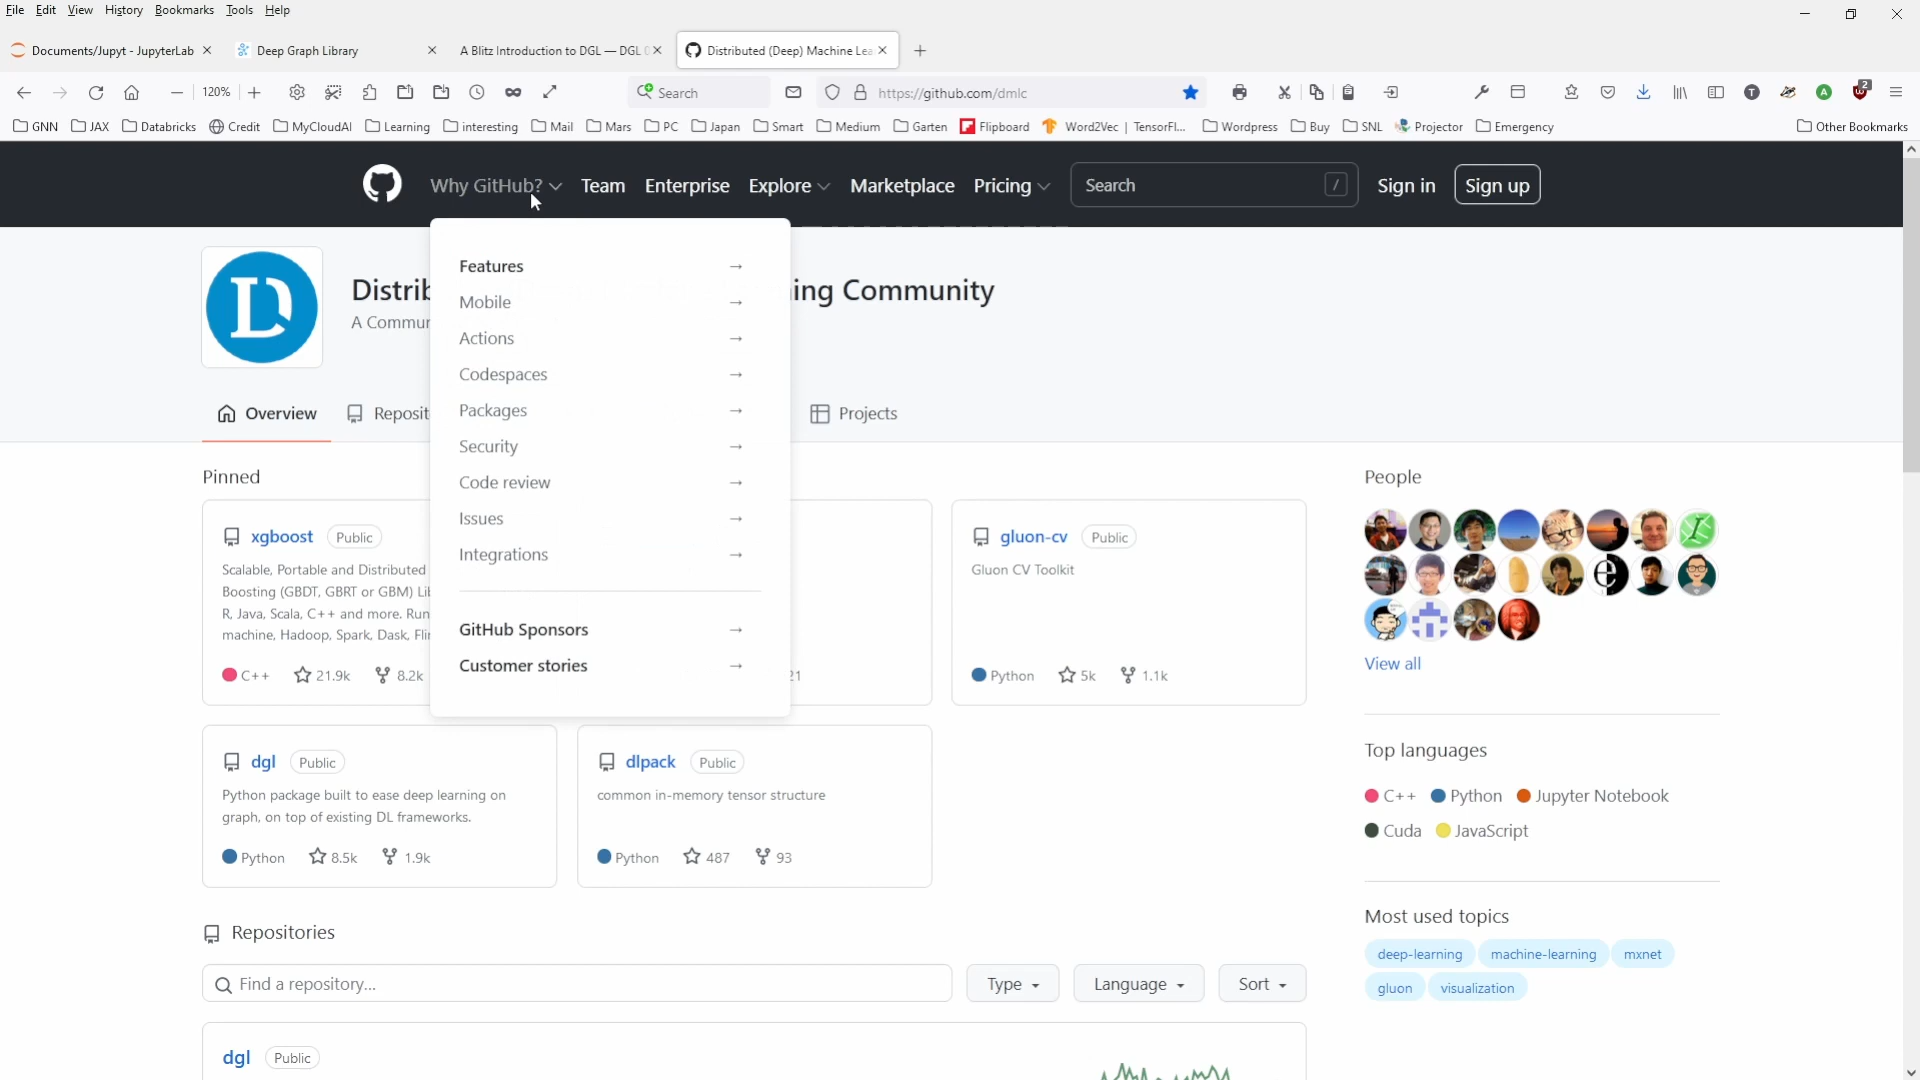 File Edit View History Bookmarks Tools Help
Documents/Jupyt - JupyterLab
Deep Graph Library
A Blitz Introduction to DGL — DGL
Distributed (Deep) Machine Lea
120%
Search
https://github.com/dmlc
2
GNN JAX Databricks Credit MyCloudAI Learning interesting Mail Mars PC Japan Smart Medium Garten Flipboard Word2Vec | TensorFl... Wordpress Buy SNL Projector Emergency Other Bookmarks
Why GitHub? Team Enterprise Explore Marketplace Pricing Search / Sign in Sign up
Features →
Mobile →
Actions →
Codespaces →
Packages →
Security →
Code review →
Issues →
Integrations →
GitHub Sponsors →
Customer stories →
D
Distrib
ing Community
A Commun
Overview
Reposit
Projects
Pinned
xgboost Public
Scalable, Portable and Distributed
Boosting (GBDT, GBRT or GBM) Li
R, Java, Scala, C++ and more. Run
machine, Hadoop, Spark, Dask, Fli
C++ 21.9k 8.2k
21
gluon-cv Public
Gluon CV Toolkit
Python 5k 1.1k
dgl Public
Python package built to ease deep learning on
graph, on top of existing DL frameworks.
Python 8.5k 1.9k
dlpack Public
common in-memory tensor structure
Python 487 93
Repositories
Find a repository...
Type
Language
Sort
dgl Public
People
View all
Top languages
C++ Python Jupyter Notebook
Cuda JavaScript
Most used topics
deep-learning machine-learning mxnet
gluon visualization